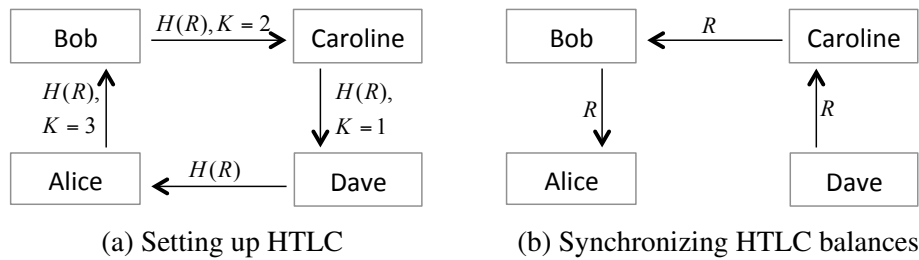 Bob
H(R), K = 2
Caroline
H(R),
K = 3
H(R),
K = 1
Alice
H(R)
Dave
(a) Setting up HTLC
Bob
R
Caroline
R
R
Alice
Dave
(b) Synchronizing HTLC balances